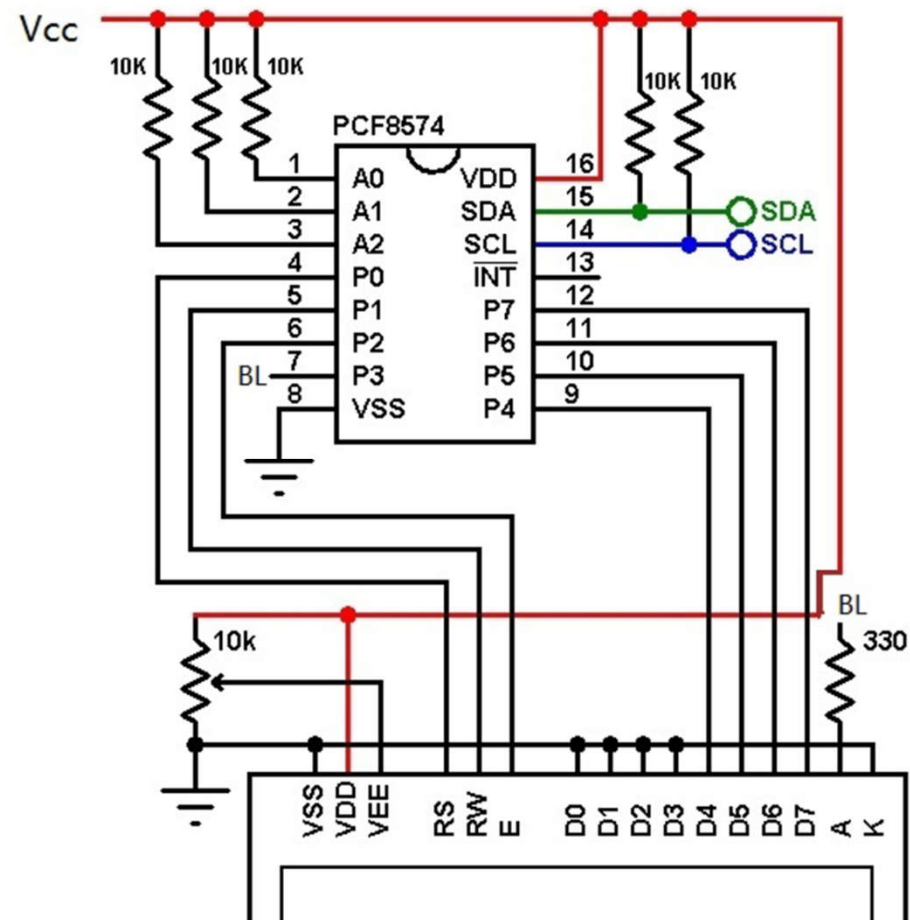 Vcc
10K 10K 10K
10K 10K
PCF8574
1 A0 VDD 16
2 A1 SDA 15 SDA
3 A2 SCL 14 SCL
4 P0 INT 13
5 P1 P7 12
6 P2 P6 11
BL 7 P3 P5 10
8 VSS P4 9
BL
10k
330
VSS VDD VEE RS RW E D0 D1 D2 D3 D4 D5 D6 D7 A K